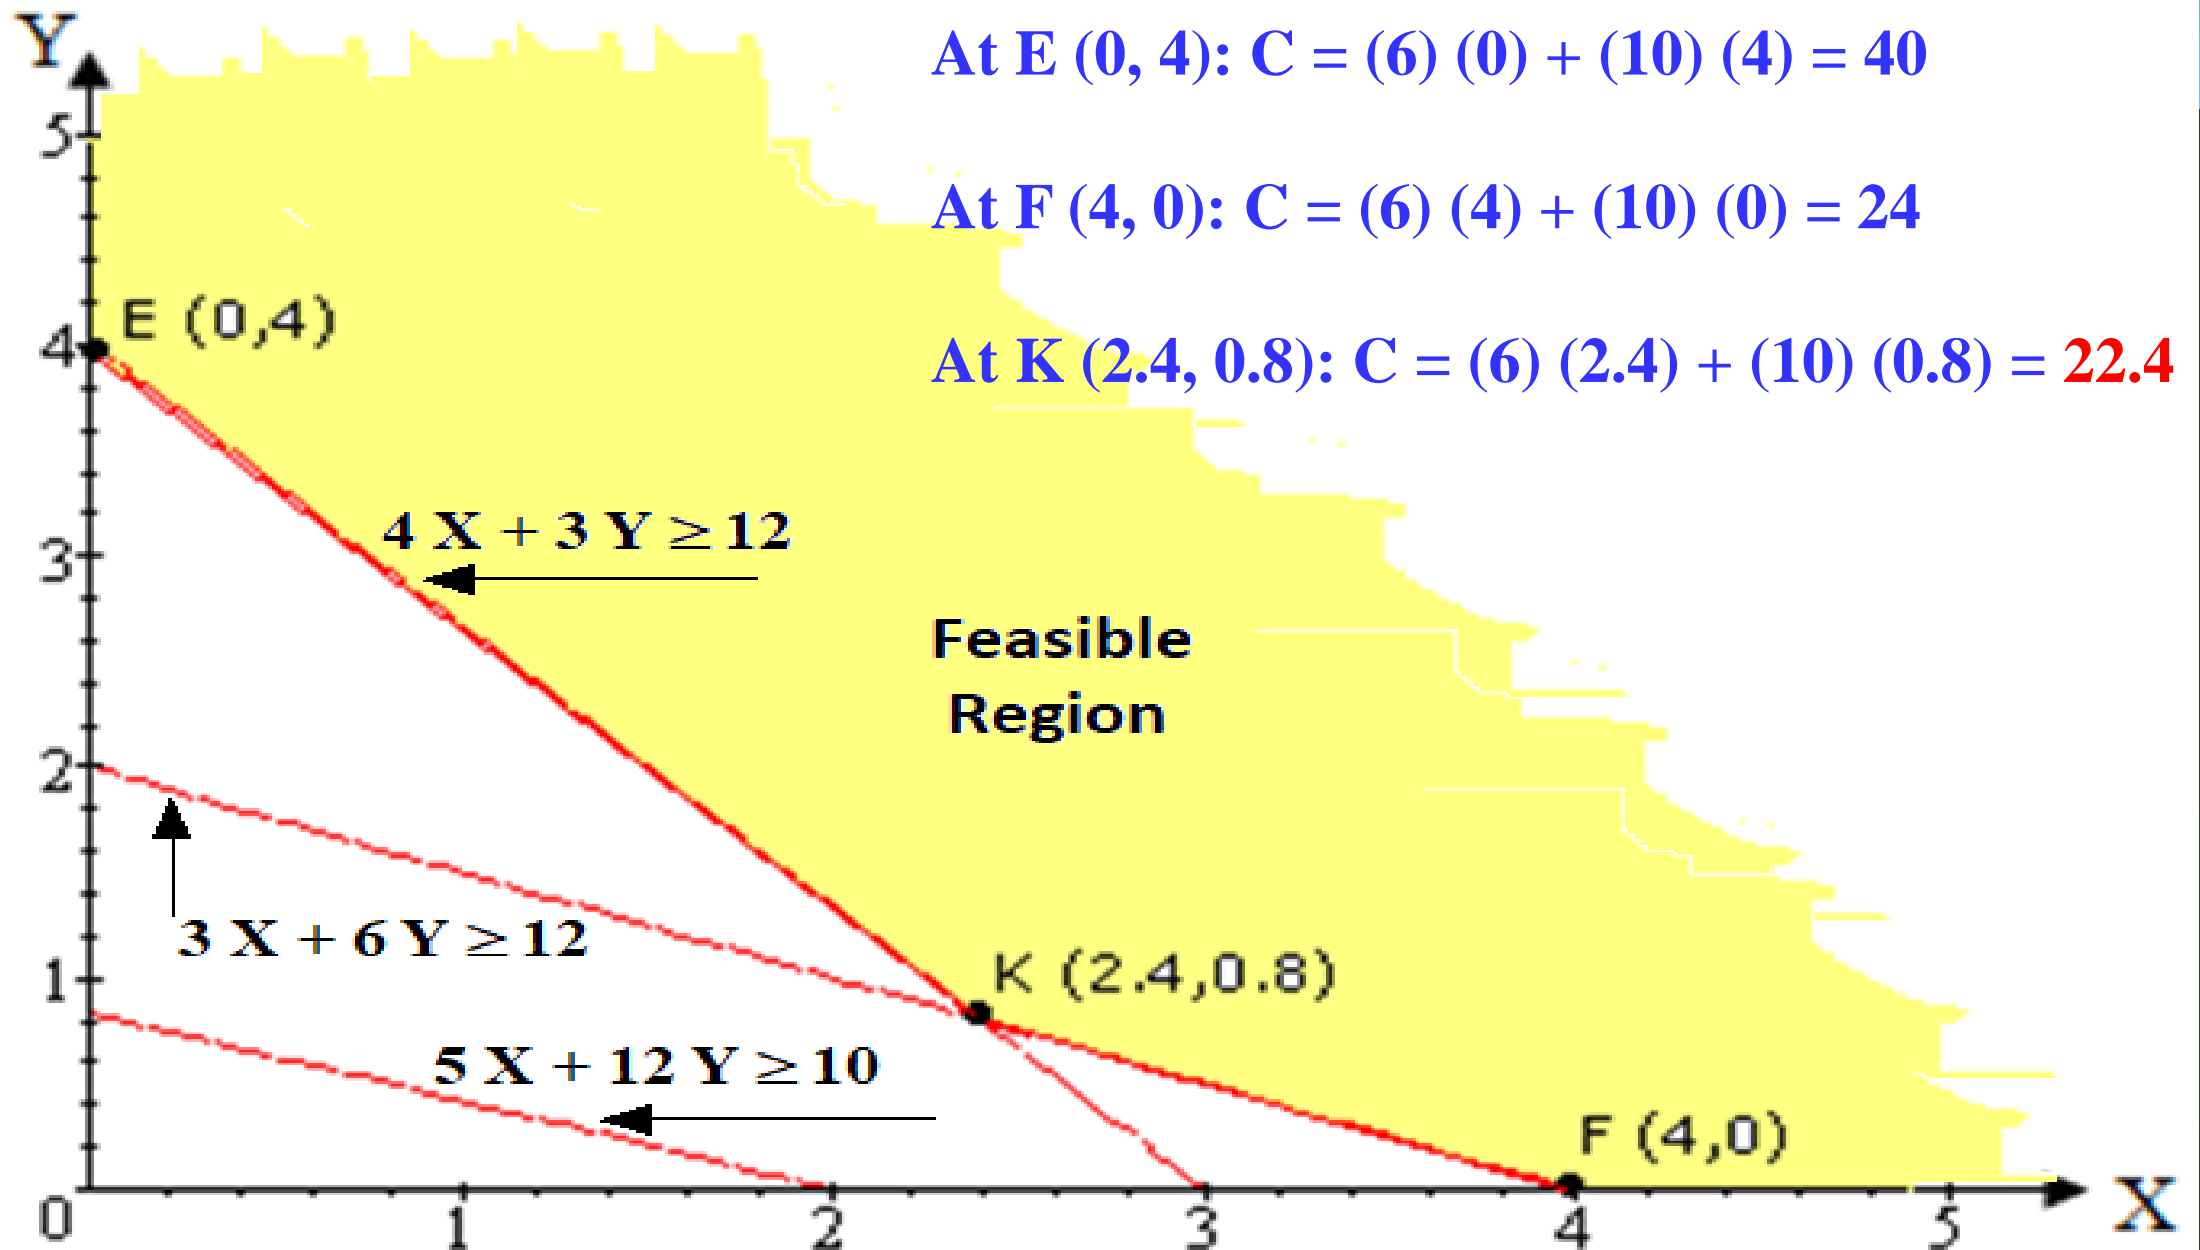 Y
At E (0, 4): C = (6) (0) + (10) (4) = 40
5
At F (4, 0): C = (6) (4) + (10) (0) = 24
E (0,4)
4
At K (2.4, 0.8): C = (6) (2.4) + (10) (0.8) = 22.4
4 X + 3 Y ≥ 12
3
Feasible
Region
2
3 X + 6 Y ≥ 12
1
K (2.4,0.8)
5 X + 12 Y ≥ 10
F (4,0)
0
1
2
3
4
5
X